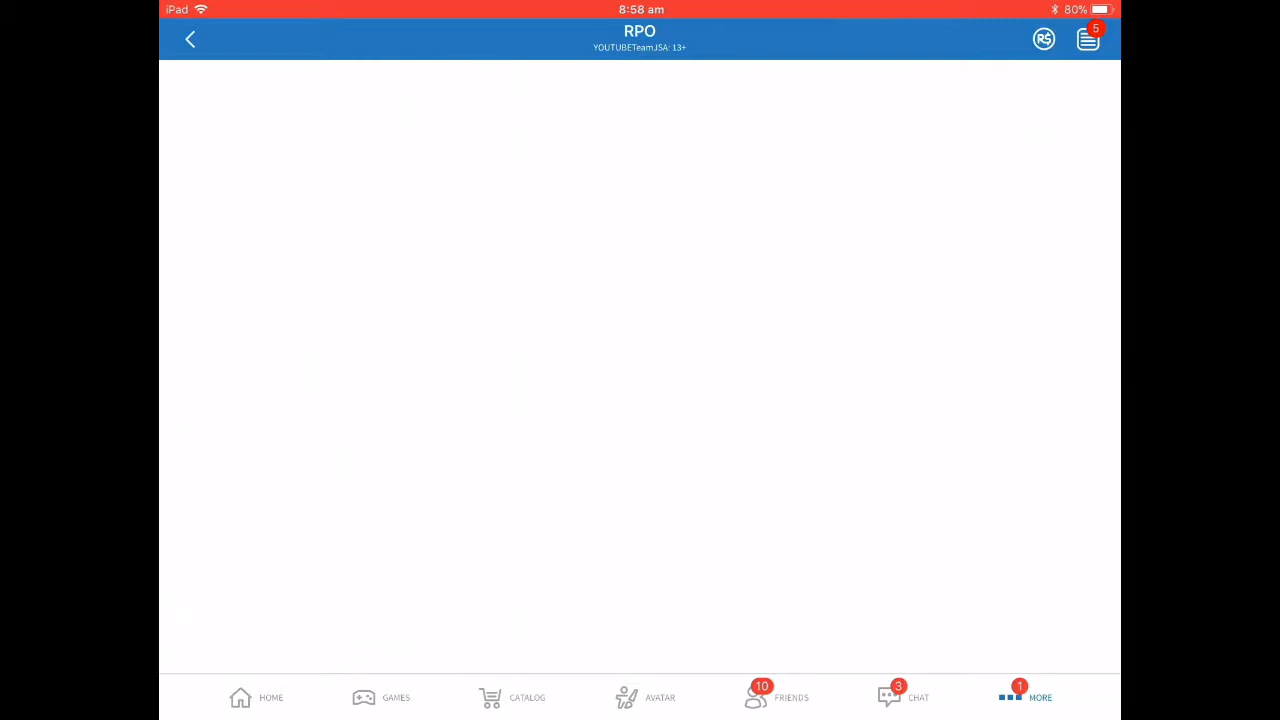 iPad 8:58 am 80%
RPO
YOUTUBETeamJSA: 13+
R$ 5
10 3 1
HOME GAMES CATALOG AVATAR FRIENDS CHAT MORE